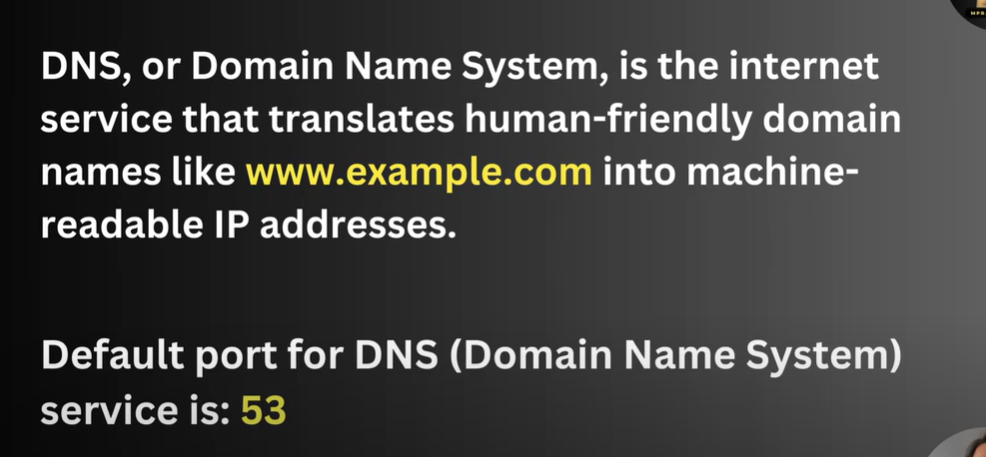 DNS, or Domain Name System, is the internet
service that translates human-friendly domain
names like www.example.com into machine-
readable IP addresses.
Default port for DNS (Domain Name System)
service is: 53